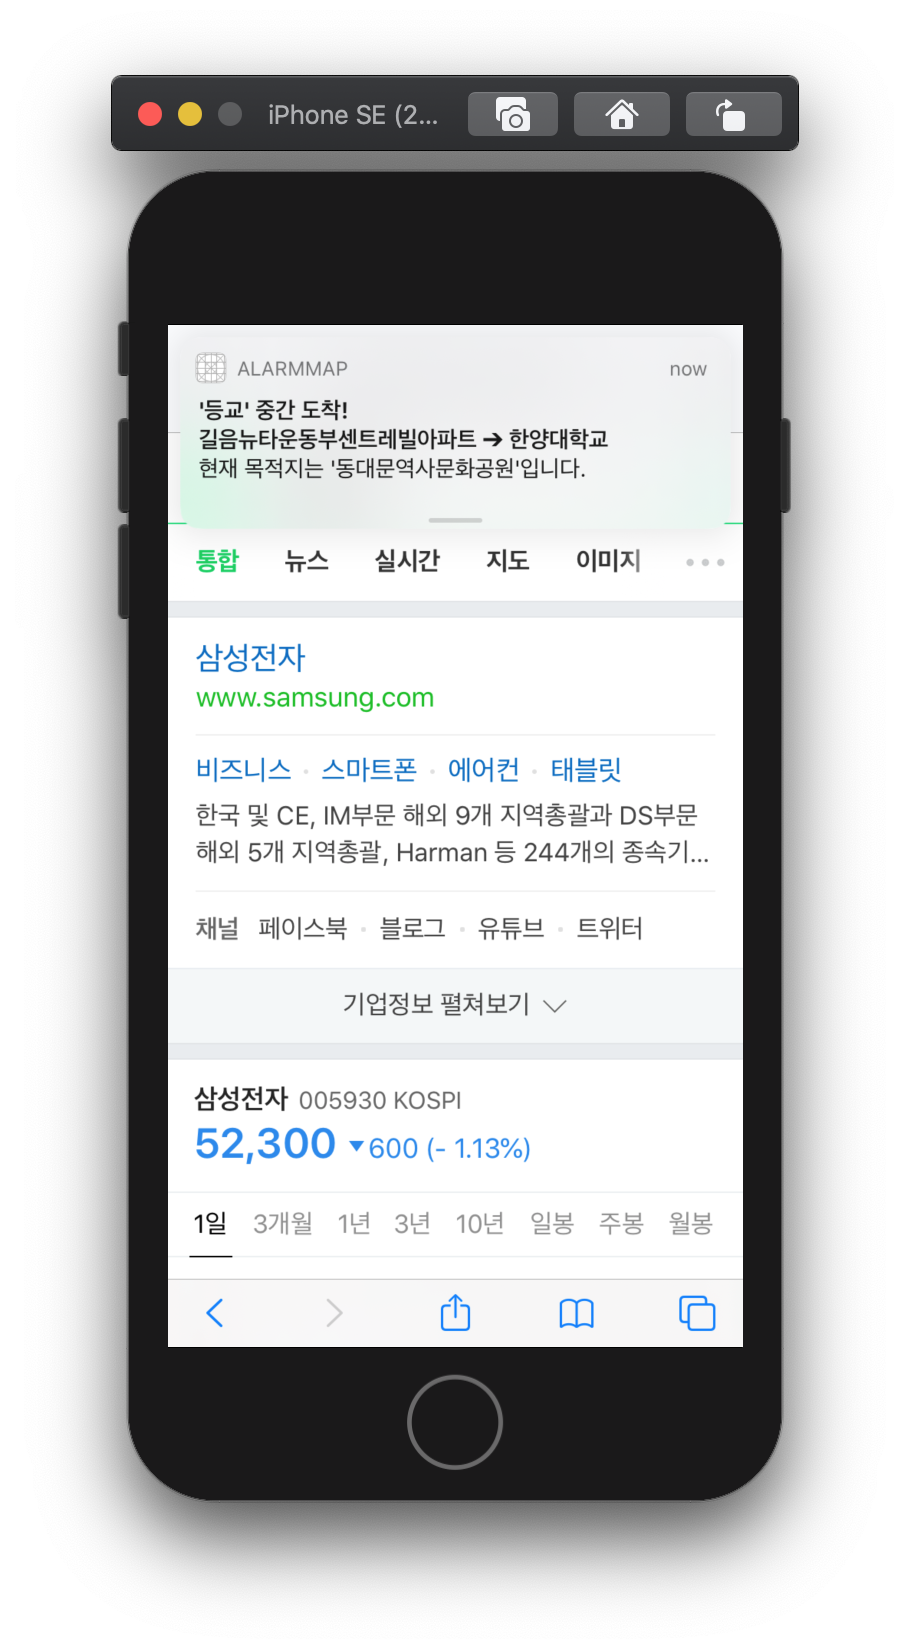 iPhone SE (2...
ALARMMAP now
'등교' 중간 도착!
길음뉴타운동부센트레빌아파트 ➔ 한양대학교
현재 목적지는 '동대문역사문화공원'입니다.
통합 뉴스 실시간 지도 이미지
삼성전자
www.samsung.com
비즈니스 · 스마트폰 · 에어컨 · 태블릿
한국 및 CE, IM부문 해외 9개 지역총괄과 DS부문
해외 5개 지역총괄, Harman 등 244개의 종속기...
채널 페이스북 · 블로그 · 유튜브 · 트위터
기업정보 펼쳐보기
삼성전자 005930 KOSPI
52,300 ▼600 (- 1.13%)
1일 3개월 1년 3년 10년 일봉 주봉 월봉